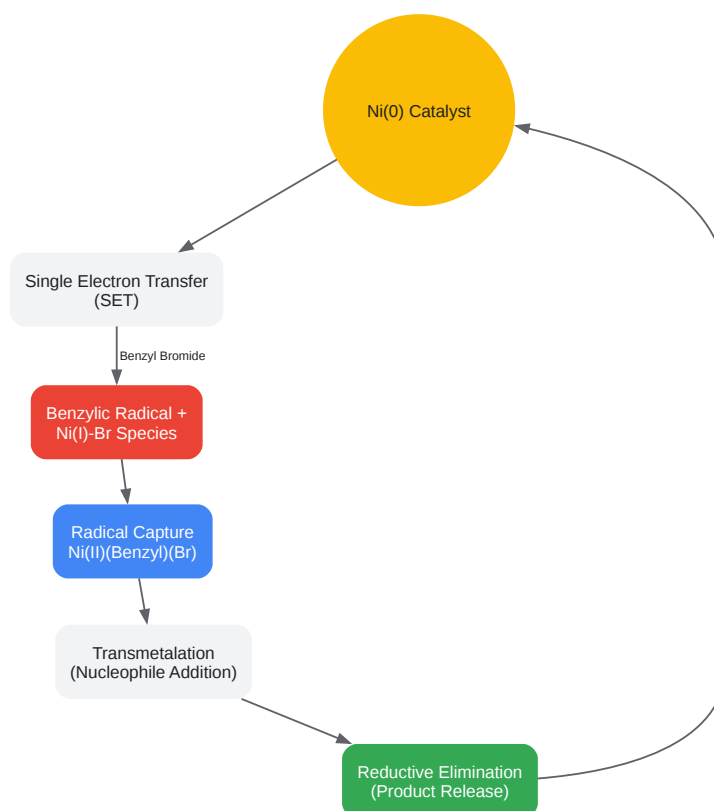 Ni(0) Catalyst
Single Electron Transfer
(SET)
Benzyl Bromide
Benzylic Radical +
Ni(I)-Br Species
Radical Capture
Ni(II)(Benzyl)(Br)
Transmetalation
(Nucleophile Addition)
Reductive Elimination
(Product Release)